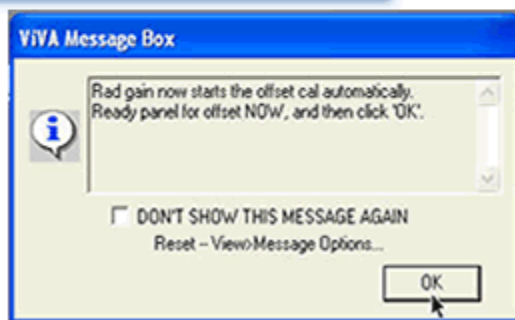 ViVA Message Box
Rad gain now starts the offset cal automatically.
Ready panel for offset NOW, and then click 'OK'.
DON'T SHOW THIS MESSAGE AGAIN
Reset -- View>Message Options...
OK